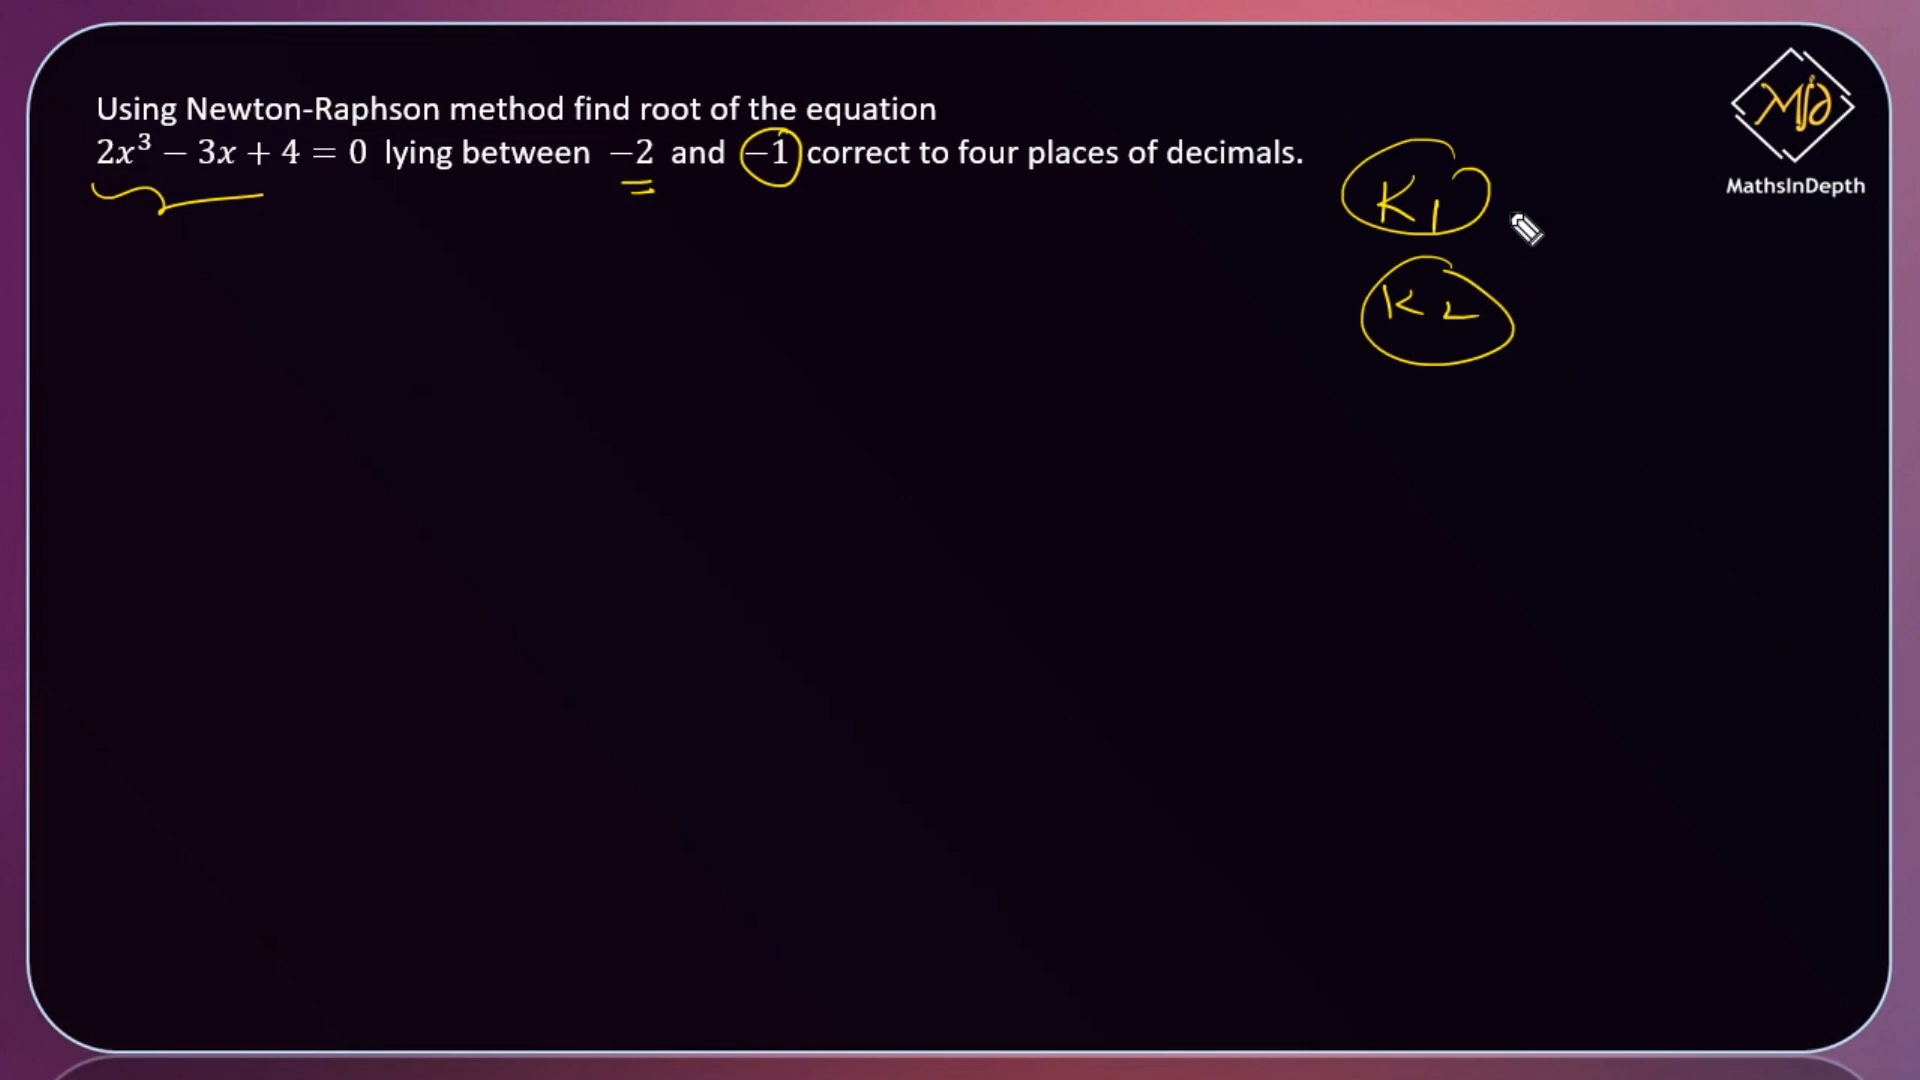 Using Newton-Raphson method find root of the equation
2x³ − 3x + 4 = 0 lying between −2 and −1 correct to four places of decimals.
K1
K2
MathsInDepth